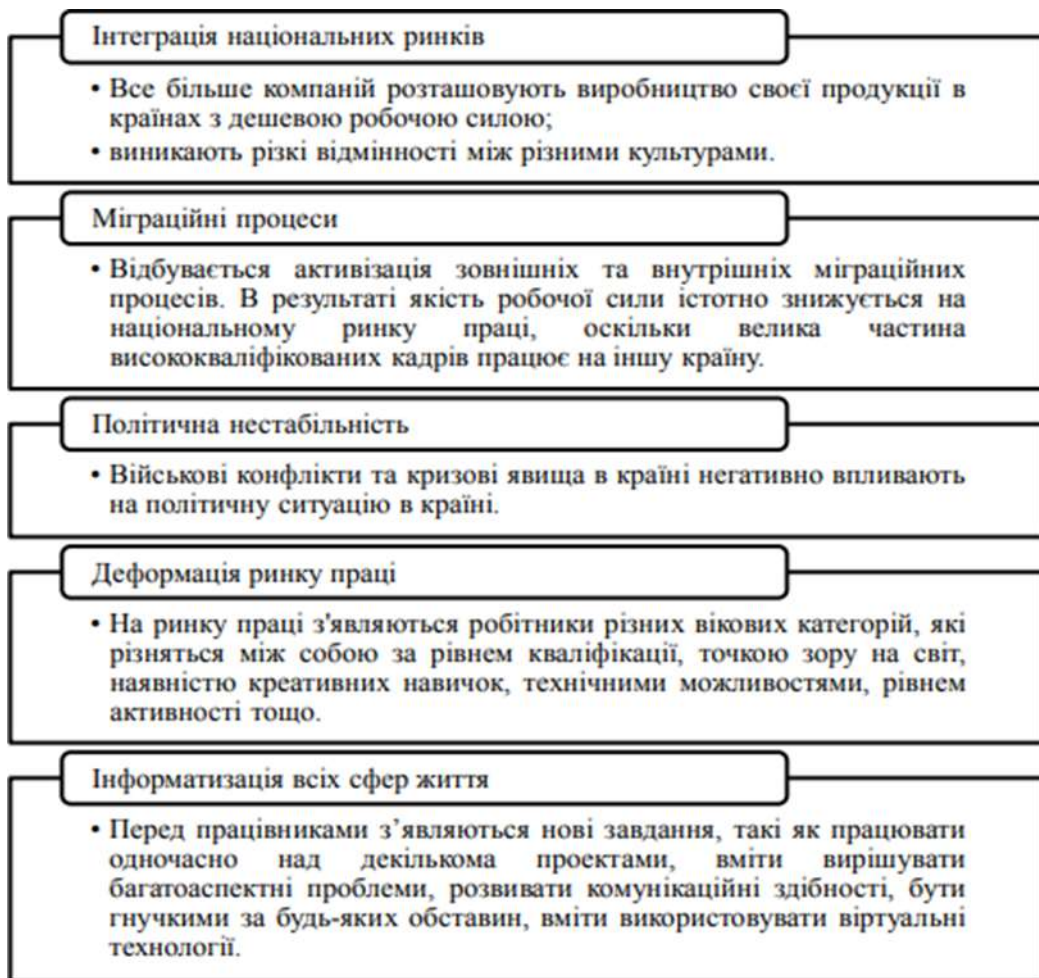 Інтеграція національних ринків
• Все більше компаній розташовують виробництво своєї продукції в
країнах з дешевою робочою силою;
• виникають різкі відмінності між різними культурами.
Міграційні процеси
• Відбувається активізація зовнішніх та внутрішніх міграційних
процесів. В результаті якість робочої сили істотно знижується на
національному ринку праці, оскільки велика частина
висококваліфікованих кадрів працює на іншу країну.
Політична нестабільність
• Військові конфлікти та кризові явища в країні негативно впливають
на політичну ситуацію в країні.
Деформація ринку праці
• На ринку праці з'являються робітники різних вікових категорій, які
різняться між собою за рівнем кваліфікації, точкою зору на світ,
наявністю креативних навичок, технічними можливостями, рівнем
активності тощо.
Інформатизація всіх сфер життя
• Перед працівниками з’являються нові завдання, такі як працювати
одночасно над декількома проектами, вміти вирішувати
багатоаспектні проблеми, розвивати комунікаційні здібності, бути
гнучкими за будь-яких обставин, вміти використовувати віртуальні
технології.